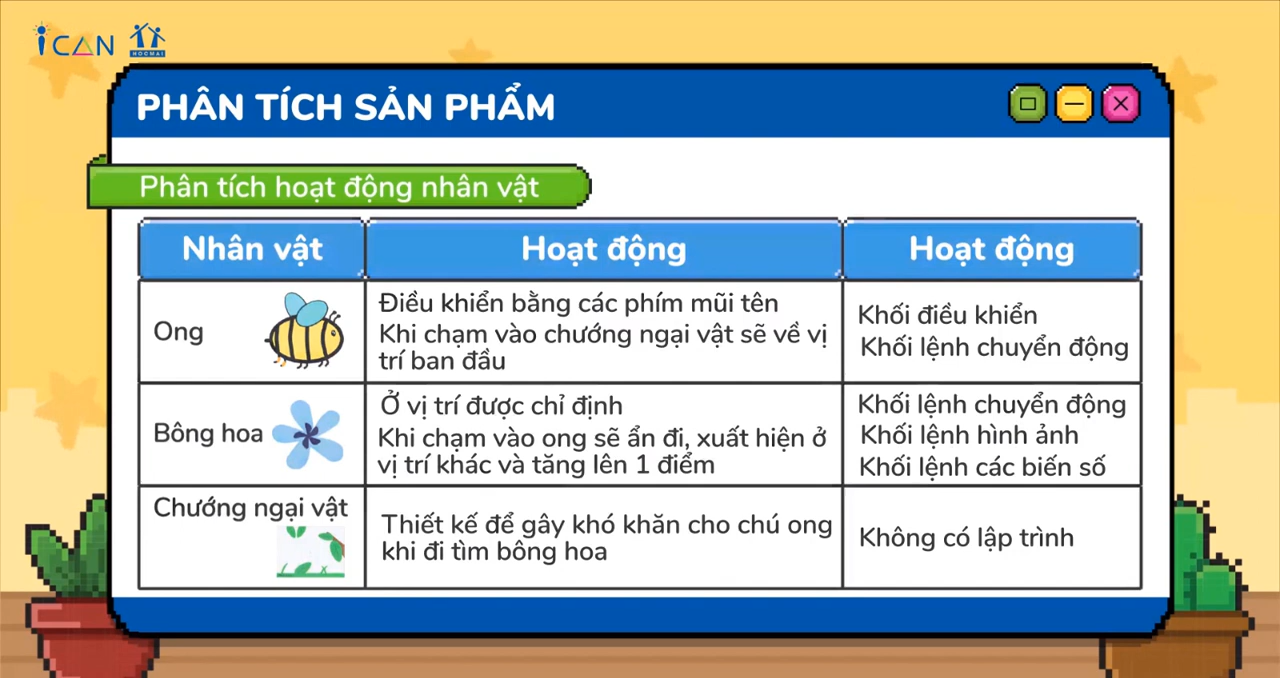 iCAN HOCMAI
PHÂN TÍCH SẢN PHẨM
Phân tích hoạt động nhân vật
Nhân vật
Hoạt động
Hoạt động
Ong
Điều khiển bằng các phím mũi tên
Khi chạm vào chướng ngại vật sẽ về vị
trí ban đầu
Khối điều khiển
Khối lệnh chuyển động
Bông hoa
Ở vị trí được chỉ định
Khi chạm vào ong sẽ ẩn đi, xuất hiện ở
vị trí khác và tăng lên 1 điểm
Khối lệnh chuyển động
Khối lệnh hình ảnh
Khối lệnh các biến số
Chướng ngại vật
Thiết kế để gây khó khăn cho chú ong
khi đi tìm bông hoa
Không có lập trình